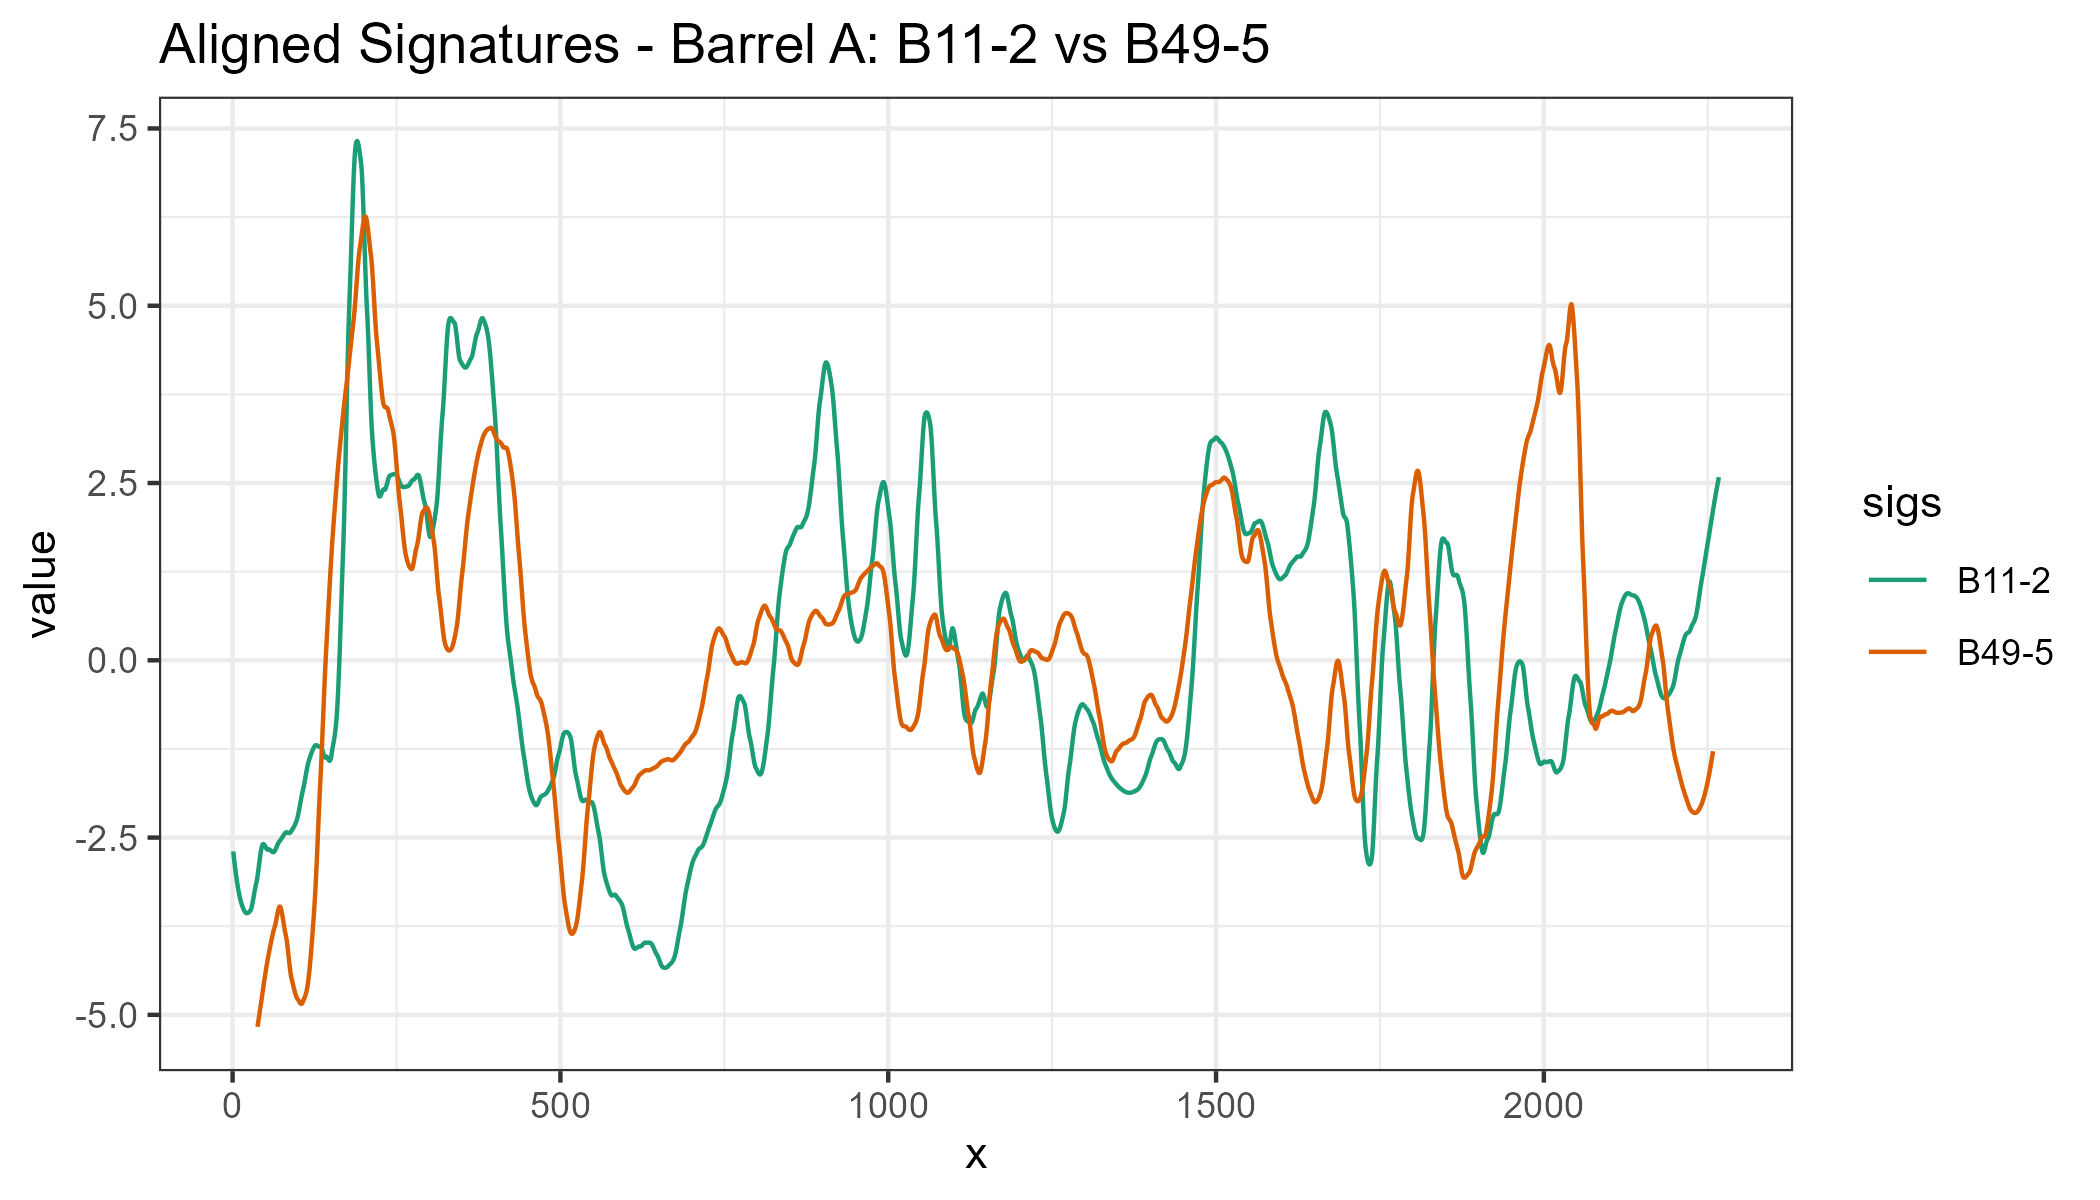 Aligned Signatures - Barrel A: B11-2 vs B49-5
7.5
5.0
2.5
0.0
-2.5
-5.0
value
0 500 1000 1500 2000
x
sigs
B11-2
B49-5